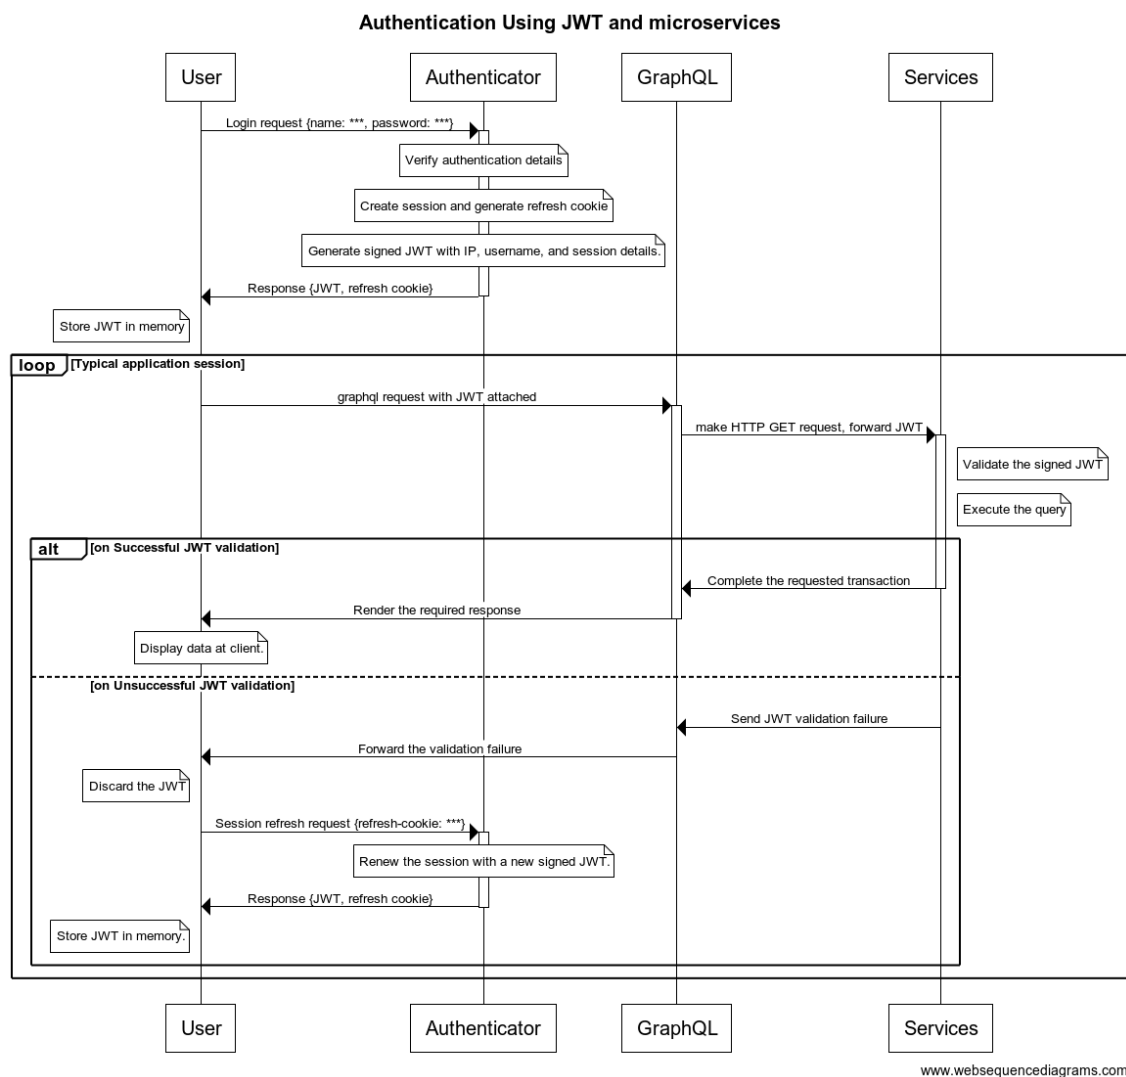 Authentication Using JWT and microservices
User
Authenticator
GraphQL
Services
Login request {name: ***, password: ***}
Verify authentication details
Create session and generate refresh cookie
Generate signed JWT with IP, username, and session details.
Response {JWT, refresh cookie}
Store JWT in memory
loop
[Typical application session]
graphql request with JWT attached
make HTTP GET request, forward JWT
Validate the signed JWT
Execute the query
alt
[on Successful JWT validation]
Complete the requested transaction
Render the required response
Display data at client.
[on Unsuccessful JWT validation]
Send JWT validation failure
Forward the validation failure
Discard the JWT
Session refresh request {refresh-cookie: ***}
Renew the session with a new signed JWT.
Response {JWT, refresh cookie}
Store JWT in memory.
User
Authenticator
GraphQL
Services
www.websequencediagrams.com